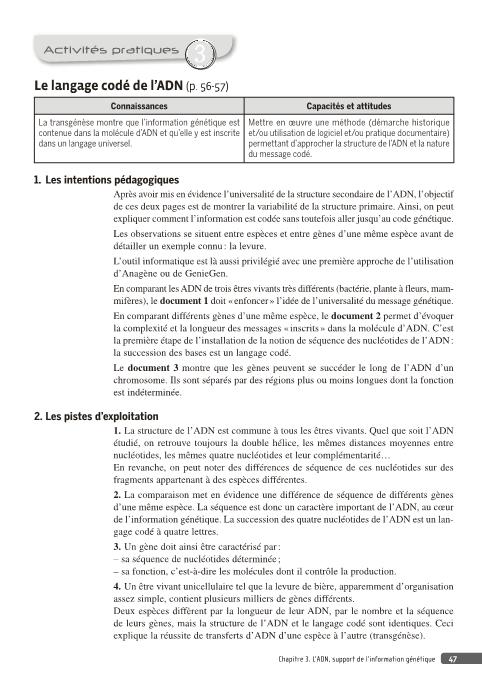 Activités pratiques 3
Le langage codé de l'ADN (p. 56-57)
Connaissances
Capacités et attitudes
La transgénèse montre que l'information génétique est
contenue dans la molécule d'ADN et qu'elle y est inscrite
dans un langage universel.
Mettre en œuvre une méthode (démarche historique
et/ou utilisation de logiciel et/ou pratique documentaire)
permettant d'approcher la structure de l'ADN et la nature
du message codé.
1. Les intentions pédagogiques
Après avoir mis en évidence l'universalité de la structure secondaire de l'ADN, l'objectif
de ces deux pages est de montrer la variabilité de la structure primaire. Ainsi, on peut
expliquer comment l'information est codée sans toutefois aller jusqu'au code génétique.
Les observations se situent entre espèces et entre gènes d'une même espèce avant de
détailler un exemple connu : la levure.
L'outil informatique est là aussi privilégié avec une première approche de l'utilisation
d'Anagène ou de GenieGen.
En comparant les ADN de trois êtres vivants très différents (bactérie, plante à fleurs, mam-
mifères), le document 1 doit « enfoncer » l'idée de l'universalité du message génétique.
En comparant différents gènes d'une même espèce, le document 2 permet d'évoquer
la complexité et la longueur des messages « inscrits » dans la molécule d'ADN. C'est
la première étape de l'installation de la notion de séquence des nucléotides de l'ADN :
la succession des bases est un langage codé.
Le document 3 montre que les gènes peuvent se succéder le long de l'ADN d'un
chromosome. Ils sont séparés par des régions plus ou moins longues dont la fonction
est indéterminée.
2. Les pistes d'exploitation
1. La structure de l'ADN est commune à tous les êtres vivants. Quel que soit l'ADN
étudié, on retrouve toujours la double hélice, les mêmes distances moyennes entre
nucléotides, les mêmes quatre nucléotides et leur complémentarité…
En revanche, on peut noter des différences de séquence de ces nucléotides sur des
fragments appartenant à des espèces différentes.
2. La comparaison met en évidence une différence de séquence de différents gènes
d'une même espèce. La séquence est donc un caractère important de l'ADN, au cœur
de l'information génétique. La succession des quatre nucléotides de l'ADN est un lan-
gage codé à quatre lettres.
3. Un gène doit ainsi être caractérisé par :
– sa séquence de nucléotides déterminée ;
– sa fonction, c'est-à-dire les molécules dont il contrôle la production.
4. Un être vivant unicellulaire tel que la levure de bière, apparemment d'organisation
assez simple, contient plusieurs milliers de gènes différents.
Deux espèces diffèrent par la longueur de leur ADN, par le nombre et la séquence
de leurs gènes, mais la structure de l'ADN et le langage codé sont identiques. Ceci
explique la réussite de transferts d'ADN d'une espèce à l'autre (transgénèse).
Chapitre 3. L'ADN, support de l'information génétique 47